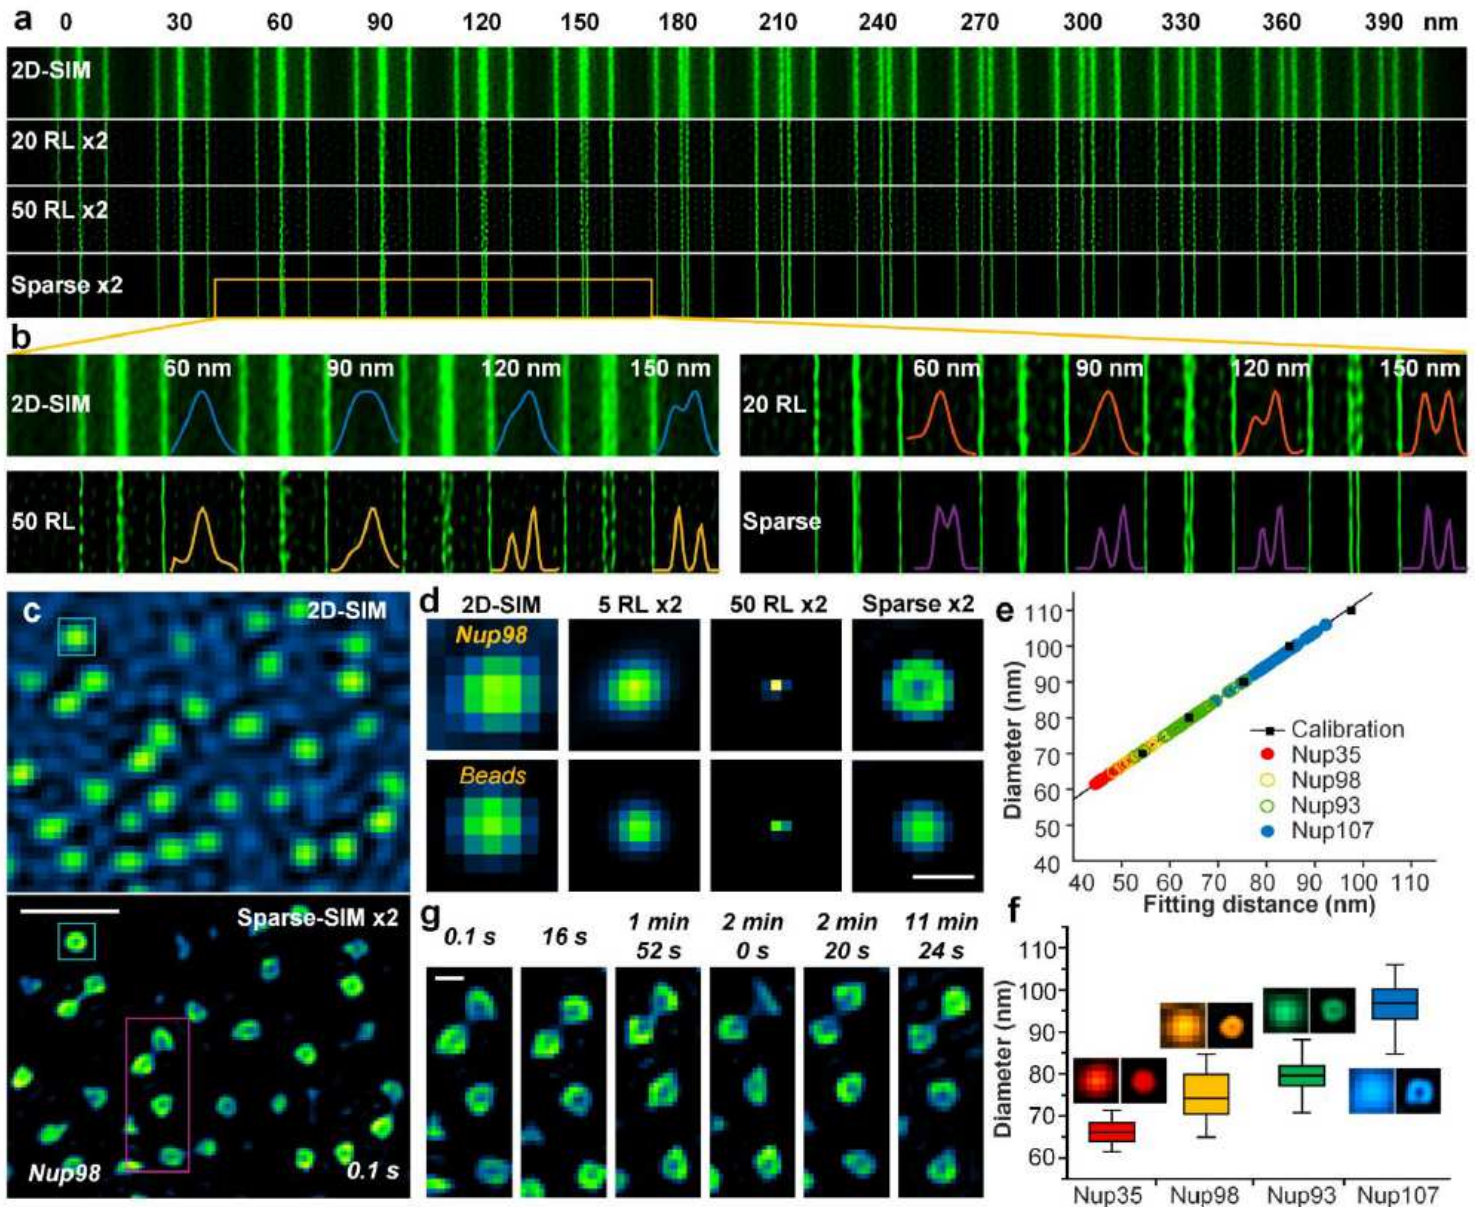 a 0 30 60 90 120 150 180 210 240 270 300 330 360 390 nm
2D-SIM
20 RL x2
50 RL x2
Sparse x2
b
2D-SIM 60 nm 90 nm 120 nm 150 nm
20 RL 60 nm 90 nm 120 nm 150 nm
50 RL
Sparse
c 2D-SIM
Sparse-SIM x2
Nup98 0.1 s
d 2D-SIM 5 RL x2 50 RL x2 Sparse x2
Nup98
Beads
e
Diameter (nm)
110
100
90
80
70
60
50
40
Calibration
Nup35
Nup98
Nup93
Nup107
40 50 60 70 80 90 100 110
Fitting distance (nm)
g 0.1 s 16 s 1 min 2 min 2 min 11 min
52 s 0 s 20 s 24 s
f
Diameter (nm)
110
100
90
80
70
60
Nup35 Nup98 Nup93 Nup107